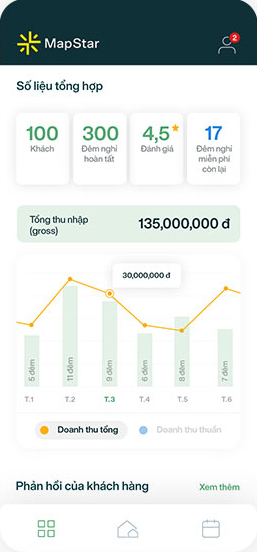 MapStar
2
Số liệu tổng hợp
100
Khách
300
Đêm nghỉ
hoàn tất
4,5
Đánh giá
17
Đêm nghỉ
miễn phí
còn lại
Tổng thu nhập
(gross)
135,000,000 đ
30,000,000 đ
5 đêm
11 đêm
9 đêm
6 đêm
8 đêm
7 đêm
T.1
T.2
T.3
T.4
T.5
T.6
Doanh thu tổng
Doanh thu thuần
Phản hồi của khách hàng
Xem thêm